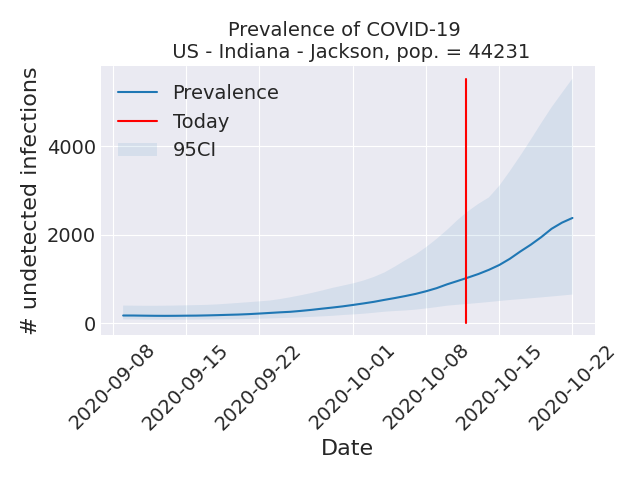 Prevalence of COVID-19
US - Indiana - Jackson, pop. = 44231
Prevalence
Today
95CI
# undetected infections
4000
2000
0
2020-09-08
2020-09-15
2020-09-22
2020-10-01
2020-10-08
2020-10-15
2020-10-22
Date